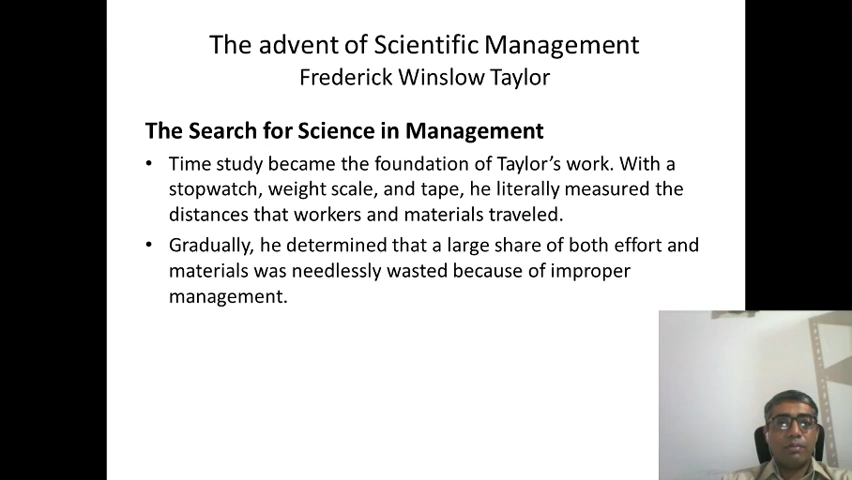 The advent of Scientific Management
Frederick Winslow Taylor
The Search for Science in Management
• Time study became the foundation of Taylor’s work. With a
stopwatch, weight scale, and tape, he literally measured the
distances that workers and materials traveled.
• Gradually, he determined that a large share of both effort and
materials was needlessly wasted because of improper
management.